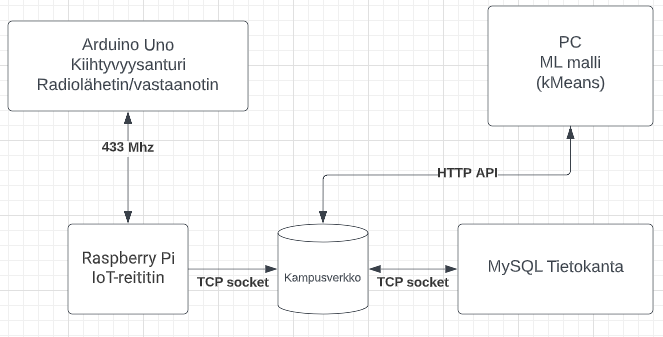 Arduino Uno
Kiihtyvyysanturi
Radiolähetin/vastaanotin
PC
ML malli
(kMeans)
433 Mhz
HTTP API
Raspberry Pi
IoT-reititin
TCP socket
Kampusverkko
TCP socket
MySQL Tietokanta